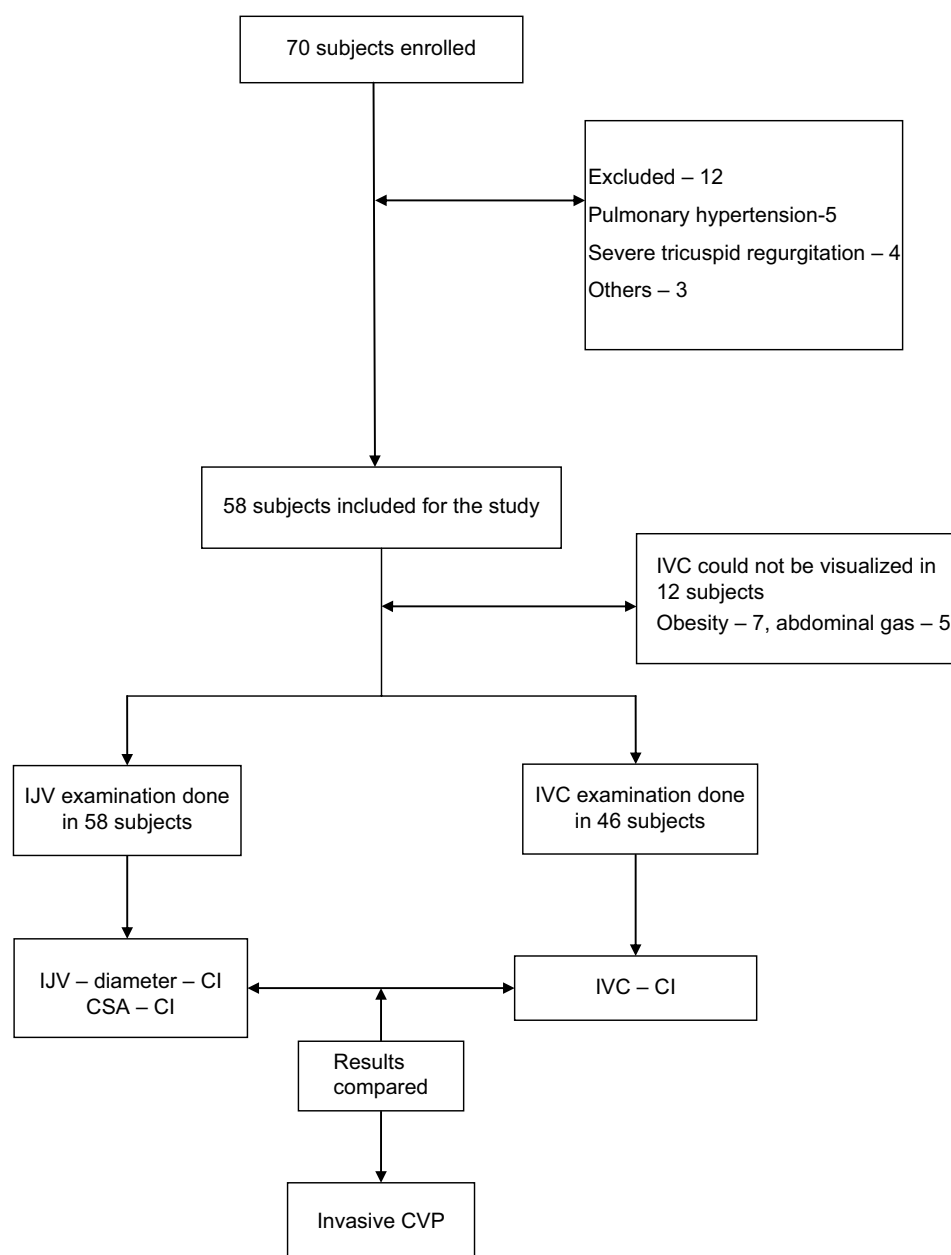 70 subjects enrolled
Excluded – 12
Pulmonary hypertension-5
Severe tricuspid regurgitation – 4
Others – 3
58 subjects included for the study
IVC could not be visualized in
12 subjects
Obesity – 7, abdominal gas – 5
IJV examination done
in 58 subjects
IVC examination done
in 46 subjects
IJV – diameter – CI
CSA – CI
IVC – CI
Results
compared
Invasive CVP